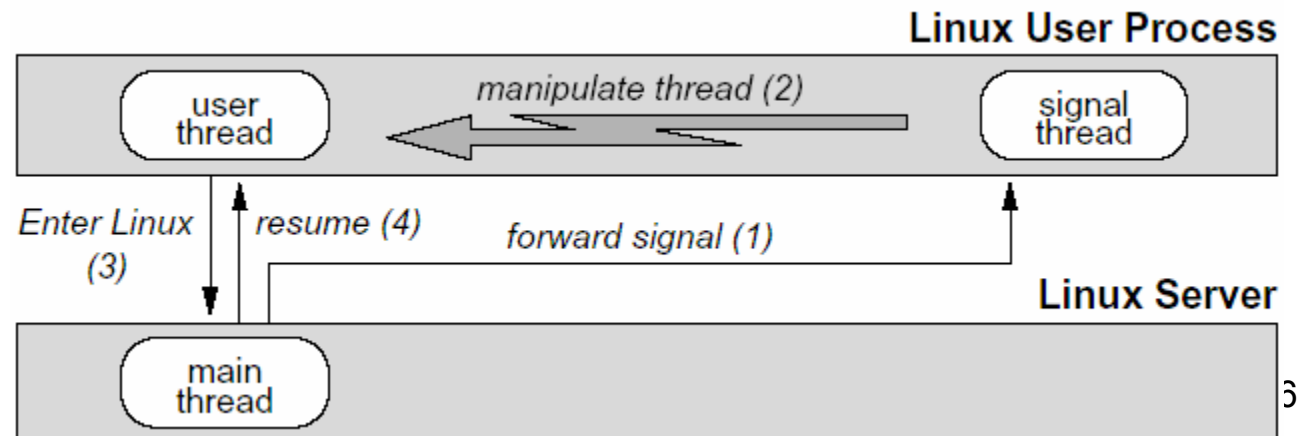 Linux User Process
user
thread
manipulate thread (2)
signal
thread
Enter Linux
(3)
resume (4)
forward signal (1)
Linux Server
main
thread
6